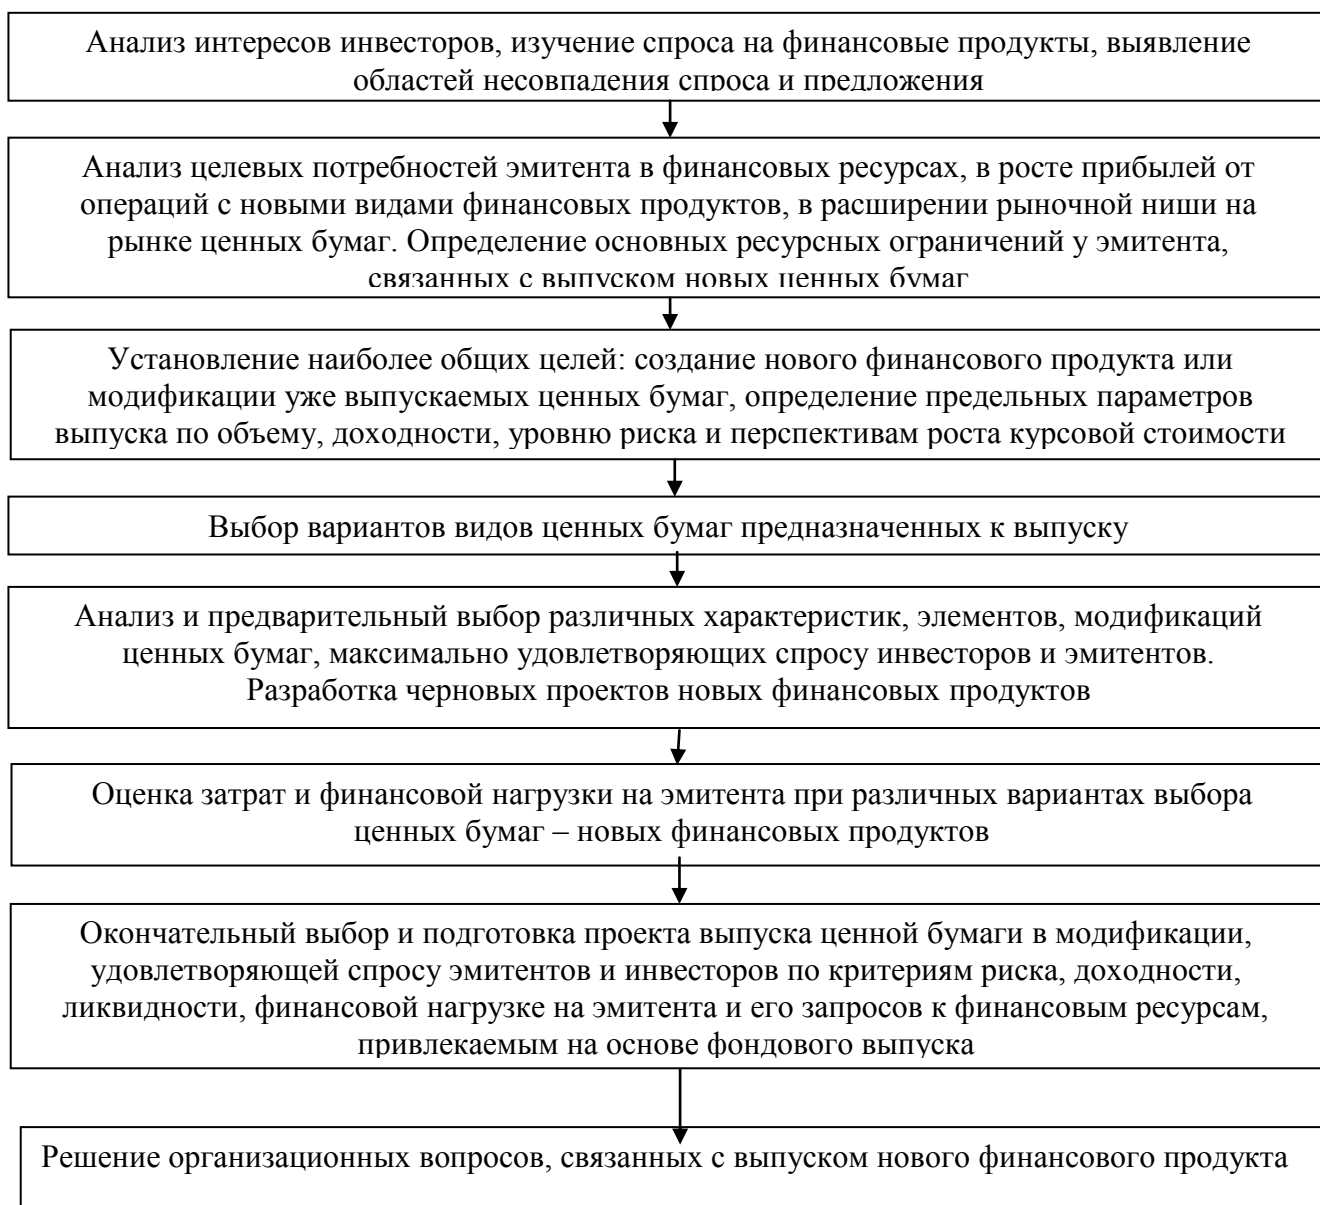 Анализ интересов инвесторов, изучение спроса на финансовые продукты, выявление
областей несовпадения спроса и предложения
Анализ целевых потребностей эмитента в финансовых ресурсах, в росте прибылей от
операций с новыми видами финансовых продуктов, в расширении рыночной ниши на
рынке ценных бумаг. Определение основных ресурсных ограничений у эмитента,
связанных с выпуском новых ценных бумаг
Установление наиболее общих целей: создание нового финансового продукта или
модификации уже выпускаемых ценных бумаг, определение предельных параметров
выпуска по объему, доходности, уровню риска и перспективам роста курсовой стоимости
Выбор вариантов видов ценных бумаг предназначенных к выпуску
Анализ и предварительный выбор различных характеристик, элементов, модификаций
ценных бумаг, максимально удовлетворяющих спросу инвесторов и эмитентов.
Разработка черновых проектов новых финансовых продуктов
Оценка затрат и финансовой нагрузки на эмитента при различных вариантах выбора
ценных бумаг – новых финансовых продуктов
Окончательный выбор и подготовка проекта выпуска ценной бумаги в модификации,
удовлетворяющей спросу эмитентов и инвесторов по критериям риска, доходности,
ликвидности, финансовой нагрузке на эмитента и его запросов к финансовым ресурсам,
привлекаемым на основе фондового выпуска
Решение организационных вопросов, связанных с выпуском нового финансового продукта